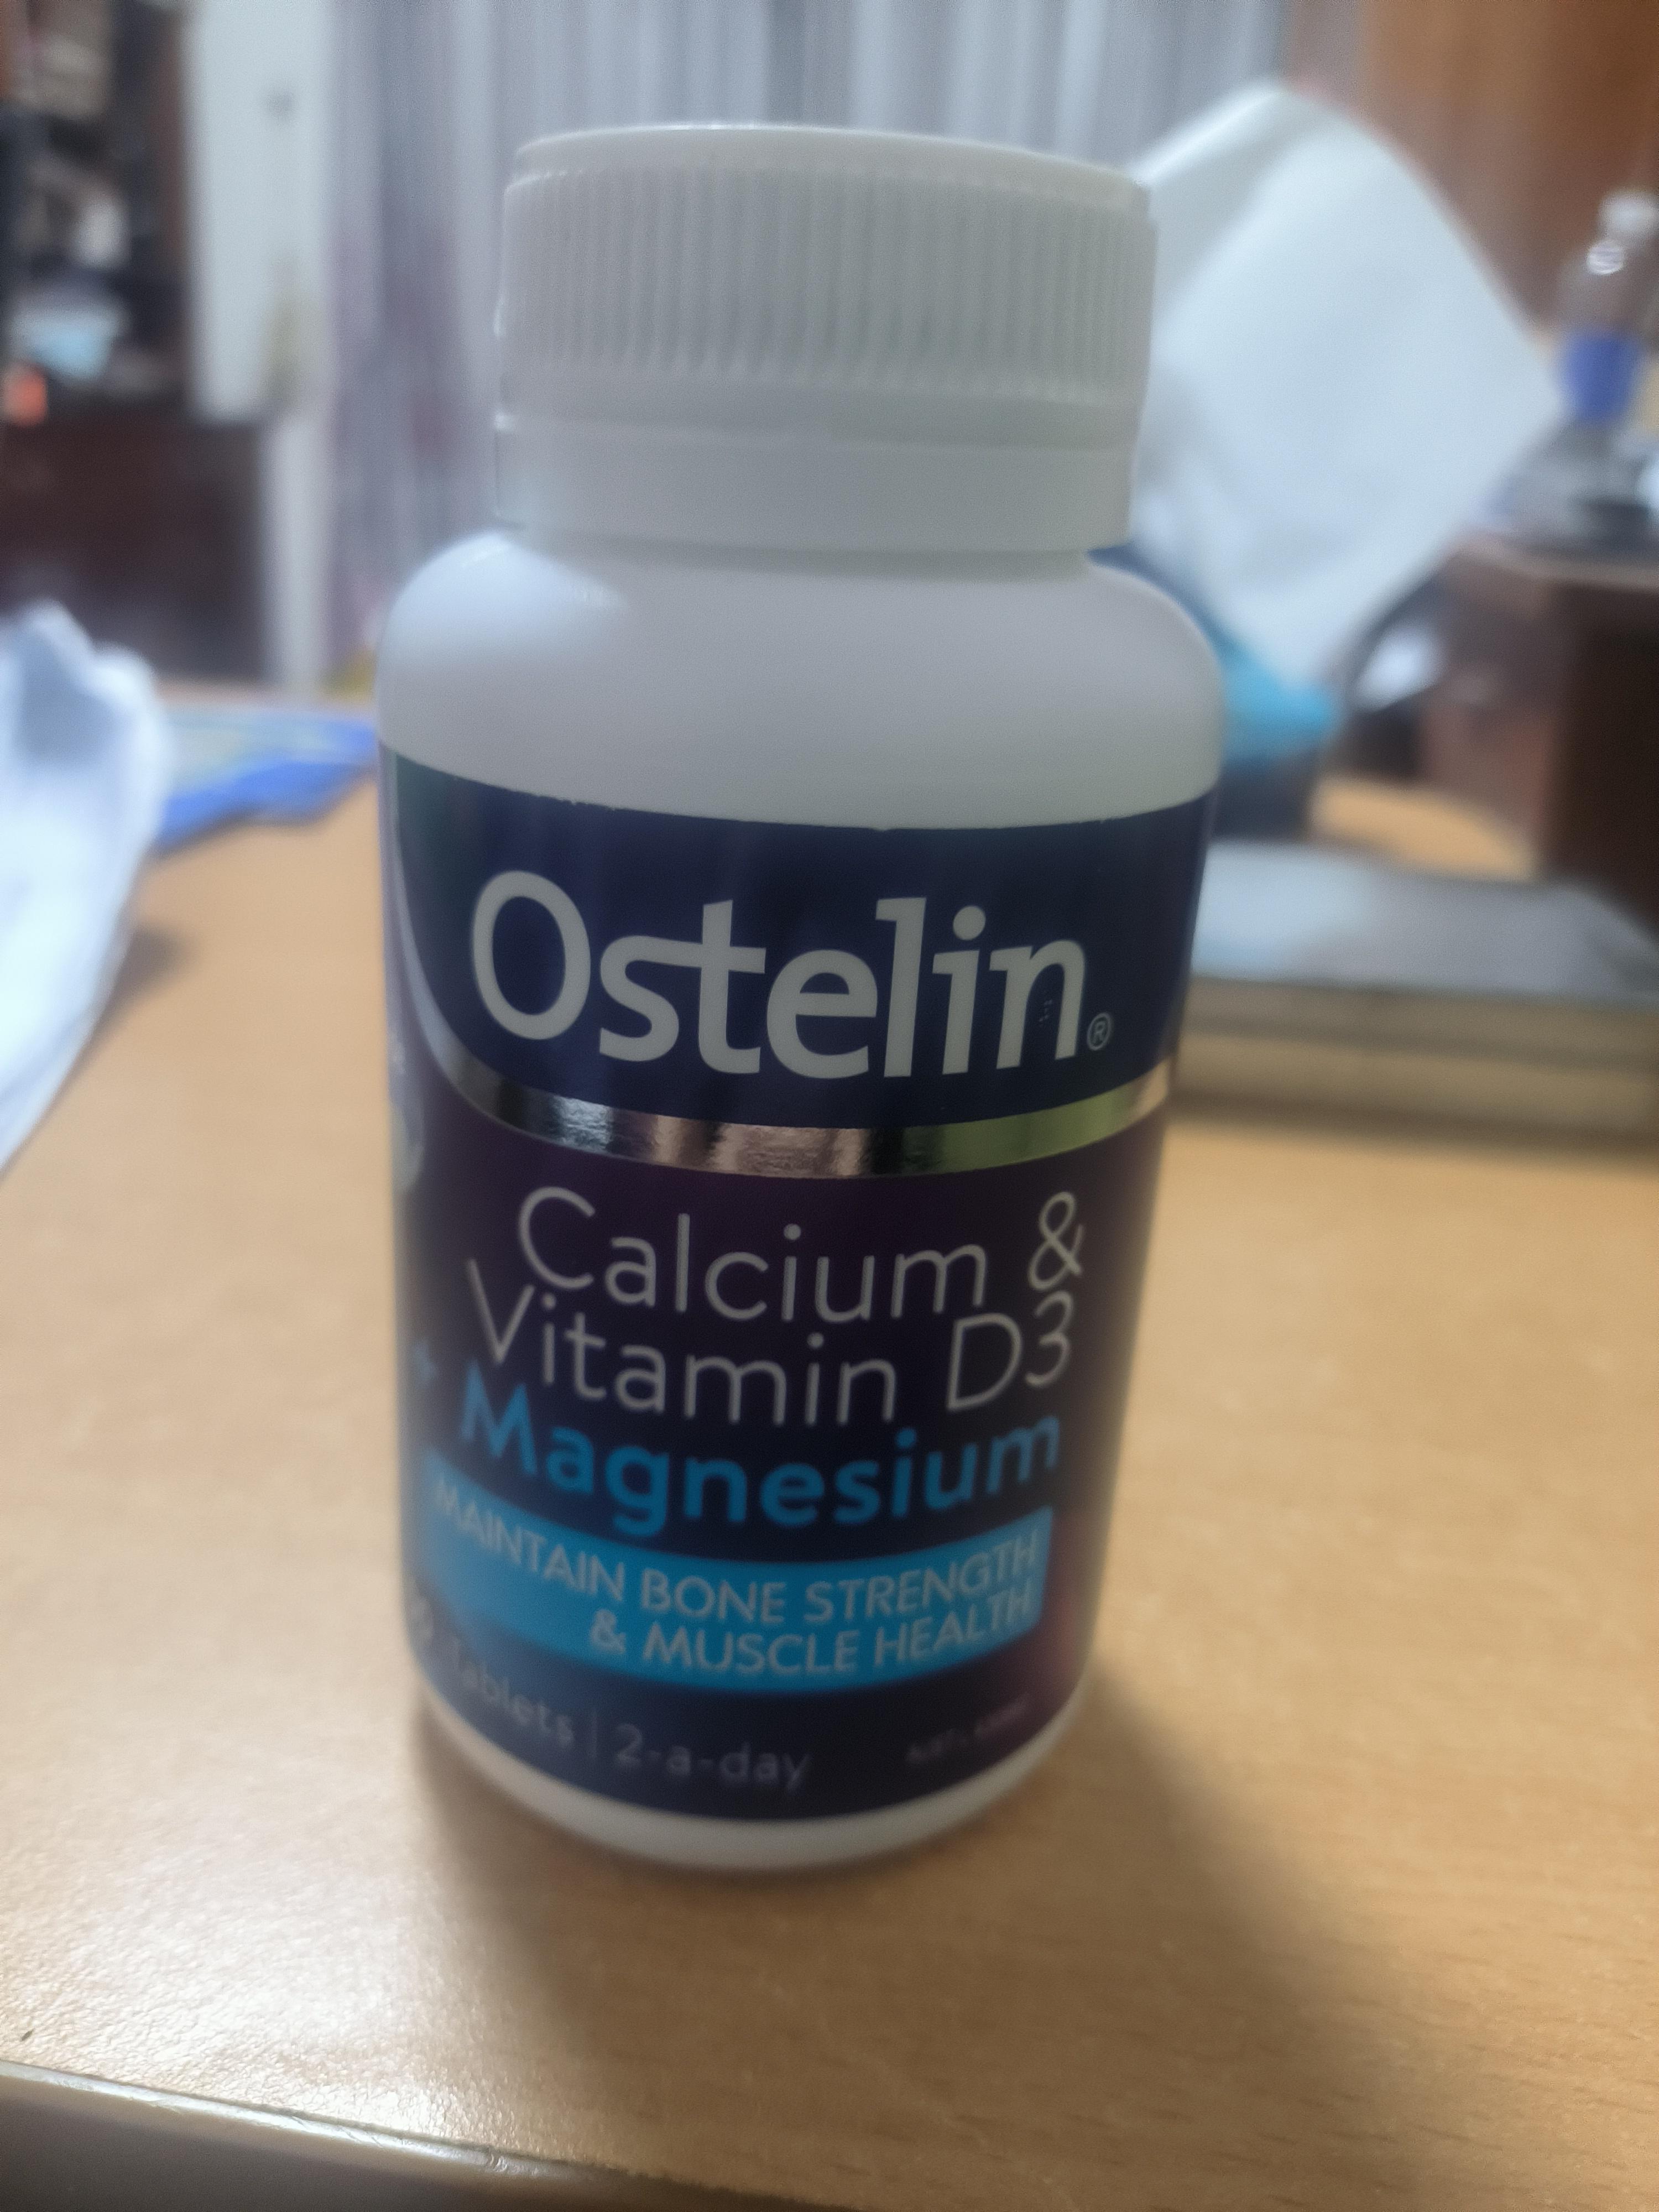 Ostelin®
Calcium &
Vitamin D3
+ Magnesium
MAINTAIN BONE STRENGTH
& MUSCLE HEALTH
Tablets | 2-a-day